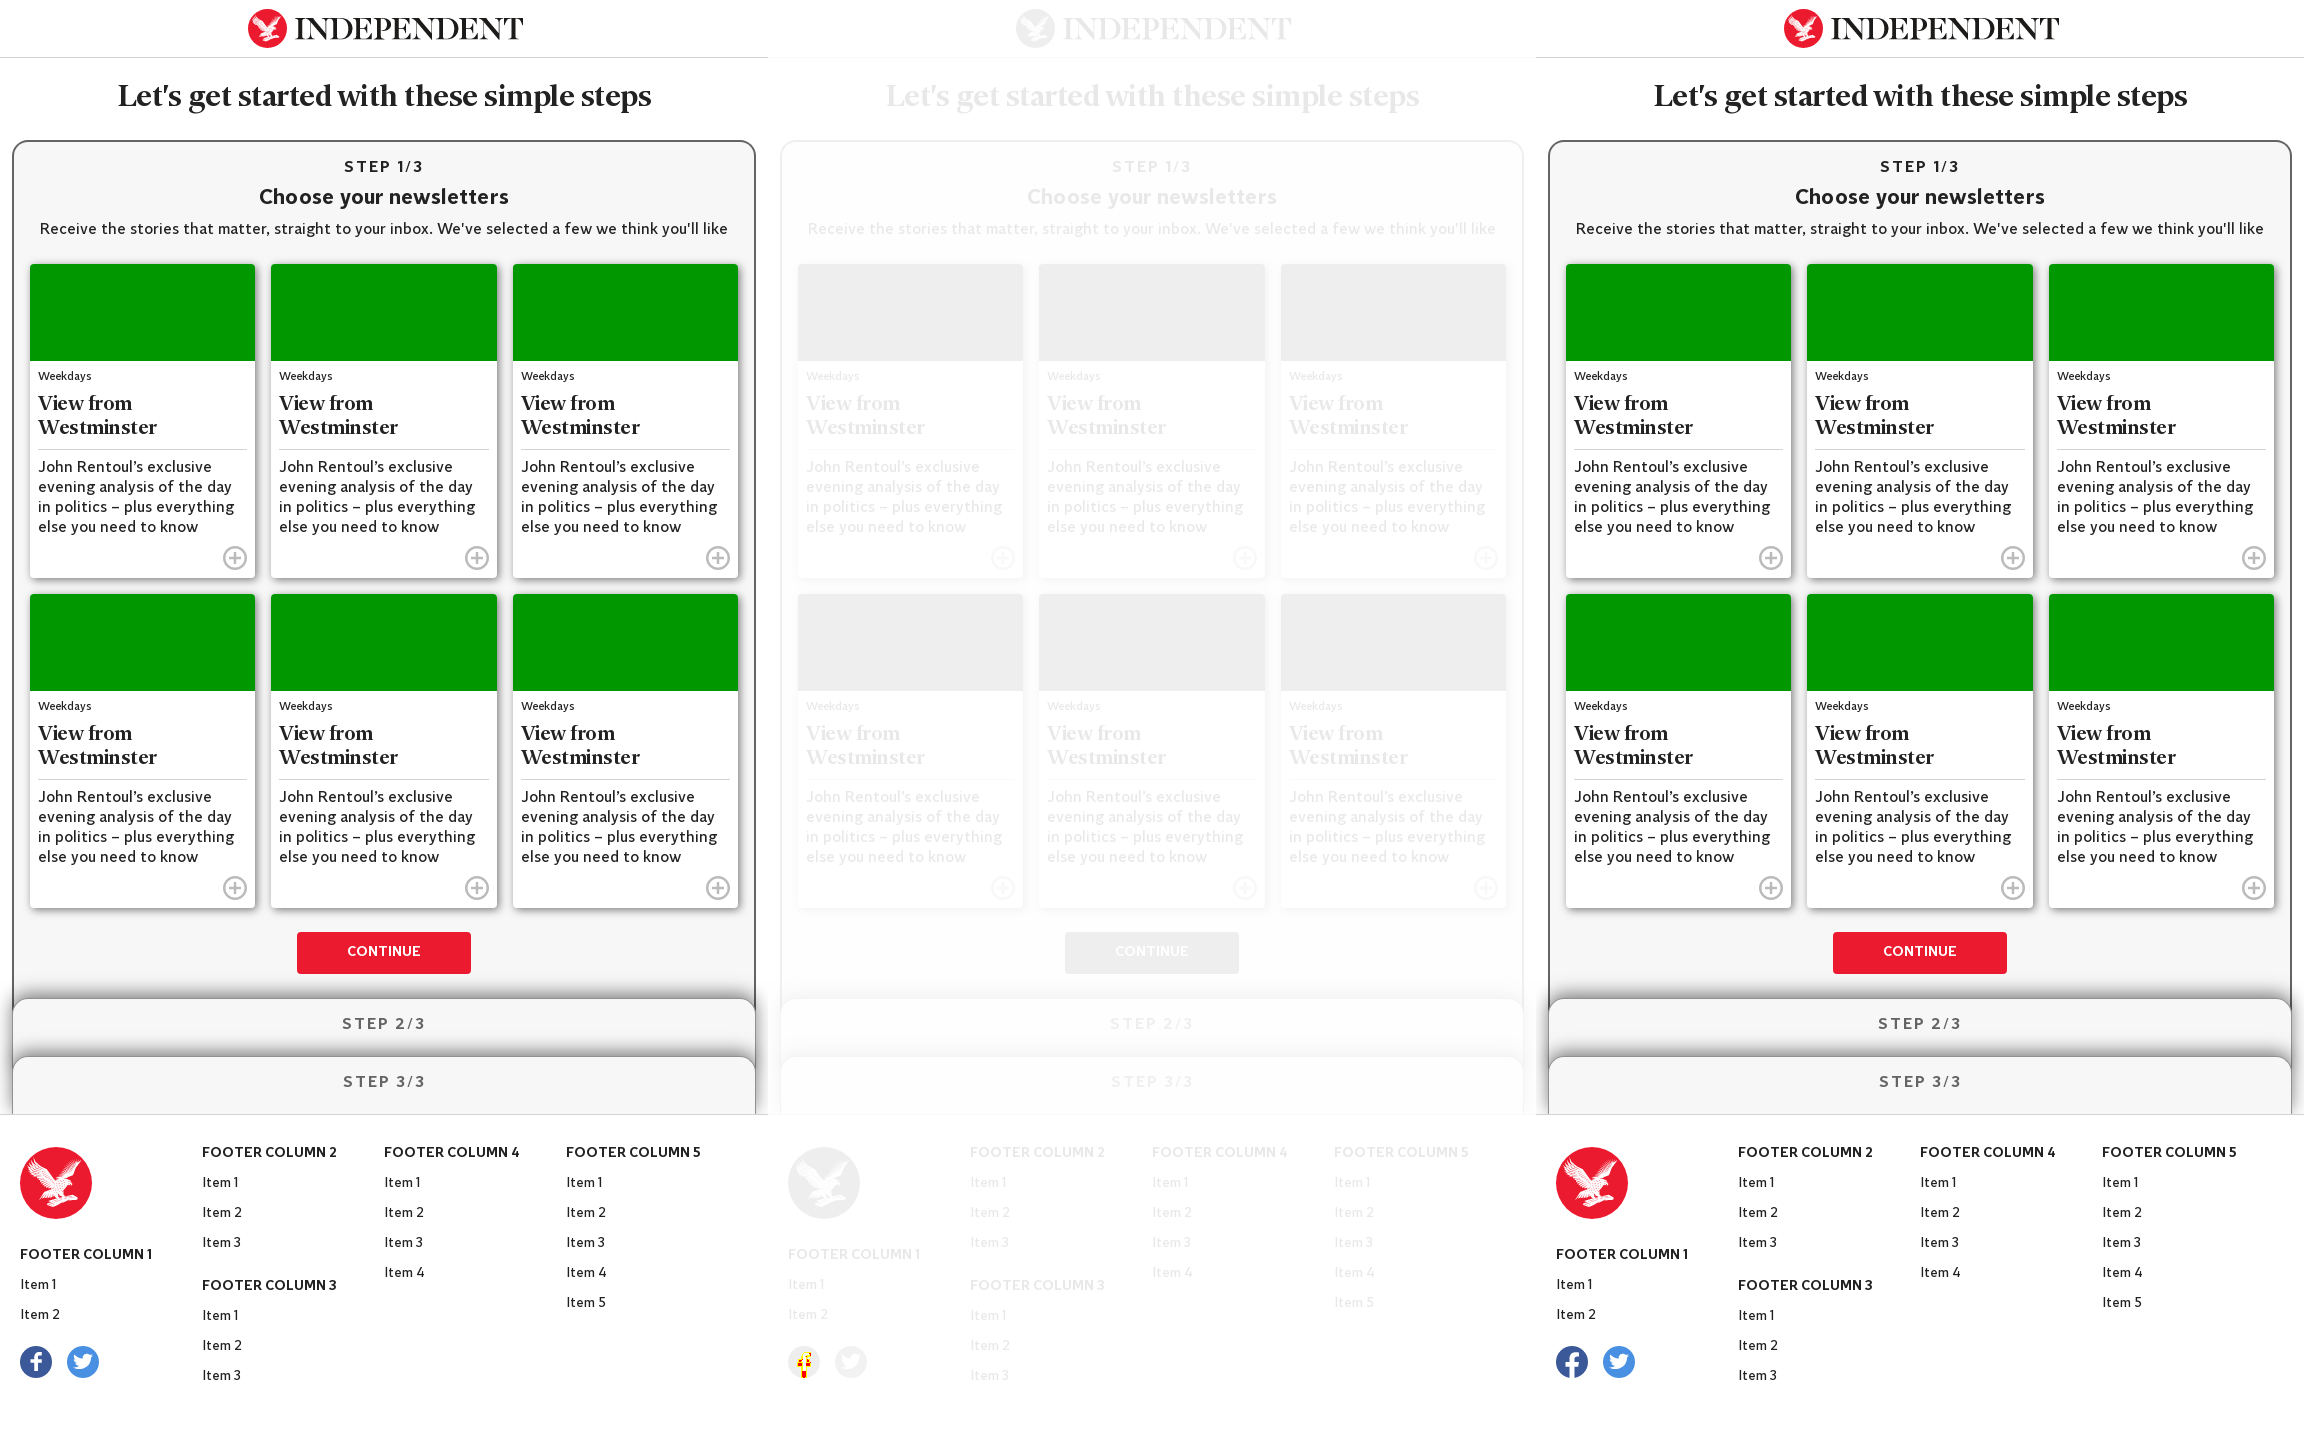 INDEPENDENT
Let's get started with these simple steps
STEP 1/3
Choose your newsletters
Receive the stories that matter, straight to your inbox. We've selected a few we think you'll like
Weekdays
View from
Westminster
John Rentoul’s exclusive
evening analysis of the day
in politics – plus everything
else you need to know
Weekdays
View from
Westminster
John Rentoul’s exclusive
evening analysis of the day
in politics – plus everything
else you need to know
Weekdays
View from
Westminster
John Rentoul’s exclusive
evening analysis of the day
in politics – plus everything
else you need to know
Weekdays
View from
Westminster
John Rentoul’s exclusive
evening analysis of the day
in politics – plus everything
else you need to know
Weekdays
View from
Westminster
John Rentoul’s exclusive
evening analysis of the day
in politics – plus everything
else you need to know
Weekdays
View from
Westminster
John Rentoul’s exclusive
evening analysis of the day
in politics – plus everything
else you need to know
CONTINUE
STEP 2/3
STEP 3/3
FOOTER COLUMN 1
Item 1
Item 2
FOOTER COLUMN 2
Item 1
Item 2
Item 3
FOOTER COLUMN 3
Item 1
Item 2
Item 3
FOOTER COLUMN 4
Item 1
Item 2
Item 3
Item 4
FOOTER COLUMN 5
Item 1
Item 2
Item 3
Item 4
Item 5
INDEPENDENT
Let's get started with these simple steps
STEP 1/3
Choose your newsletters
Receive the stories that matter, straight to your inbox. We've selected a few we think you'll like
Weekdays
View from
Westminster
John Rentoul’s exclusive
evening analysis of the day
in politics – plus everything
else you need to know
Weekdays
View from
Westminster
John Rentoul’s exclusive
evening analysis of the day
in politics – plus everything
else you need to know
Weekdays
View from
Westminster
John Rentoul’s exclusive
evening analysis of the day
in politics – plus everything
else you need to know
Weekdays
View from
Westminster
John Rentoul’s exclusive
evening analysis of the day
in politics – plus everything
else you need to know
Weekdays
View from
Westminster
John Rentoul’s exclusive
evening analysis of the day
in politics – plus everything
else you need to know
Weekdays
View from
Westminster
John Rentoul’s exclusive
evening analysis of the day
in politics – plus everything
else you need to know
CONTINUE
STEP 2/3
STEP 3/3
FOOTER COLUMN 1
Item 1
Item 2
FOOTER COLUMN 2
Item 1
Item 2
Item 3
FOOTER COLUMN 3
Item 1
Item 2
Item 3
FOOTER COLUMN 4
Item 1
Item 2
Item 3
Item 4
FOOTER COLUMN 5
Item 1
Item 2
Item 3
Item 4
Item 5
INDEPENDENT
Let's get started with these simple steps
STEP 1/3
Choose your newsletters
Receive the stories that matter, straight to your inbox. We've selected a few we think you'll like
Weekdays
View from
Westminster
John Rentoul’s exclusive
evening analysis of the day
in politics – plus everything
else you need to know
Weekdays
View from
Westminster
John Rentoul’s exclusive
evening analysis of the day
in politics – plus everything
else you need to know
Weekdays
View from
Westminster
John Rentoul’s exclusive
evening analysis of the day
in politics – plus everything
else you need to know
Weekdays
View from
Westminster
John Rentoul’s exclusive
evening analysis of the day
in politics – plus everything
else you need to know
Weekdays
View from
Westminster
John Rentoul’s exclusive
evening analysis of the day
in politics – plus everything
else you need to know
Weekdays
View from
Westminster
John Rentoul’s exclusive
evening analysis of the day
in politics – plus everything
else you need to know
CONTINUE
STEP 2/3
STEP 3/3
FOOTER COLUMN 1
Item 1
Item 2
FOOTER COLUMN 2
Item 1
Item 2
Item 3
FOOTER COLUMN 3
Item 1
Item 2
Item 3
FOOTER COLUMN 4
Item 1
Item 2
Item 3
Item 4
FOOTER COLUMN 5
Item 1
Item 2
Item 3
Item 4
Item 5